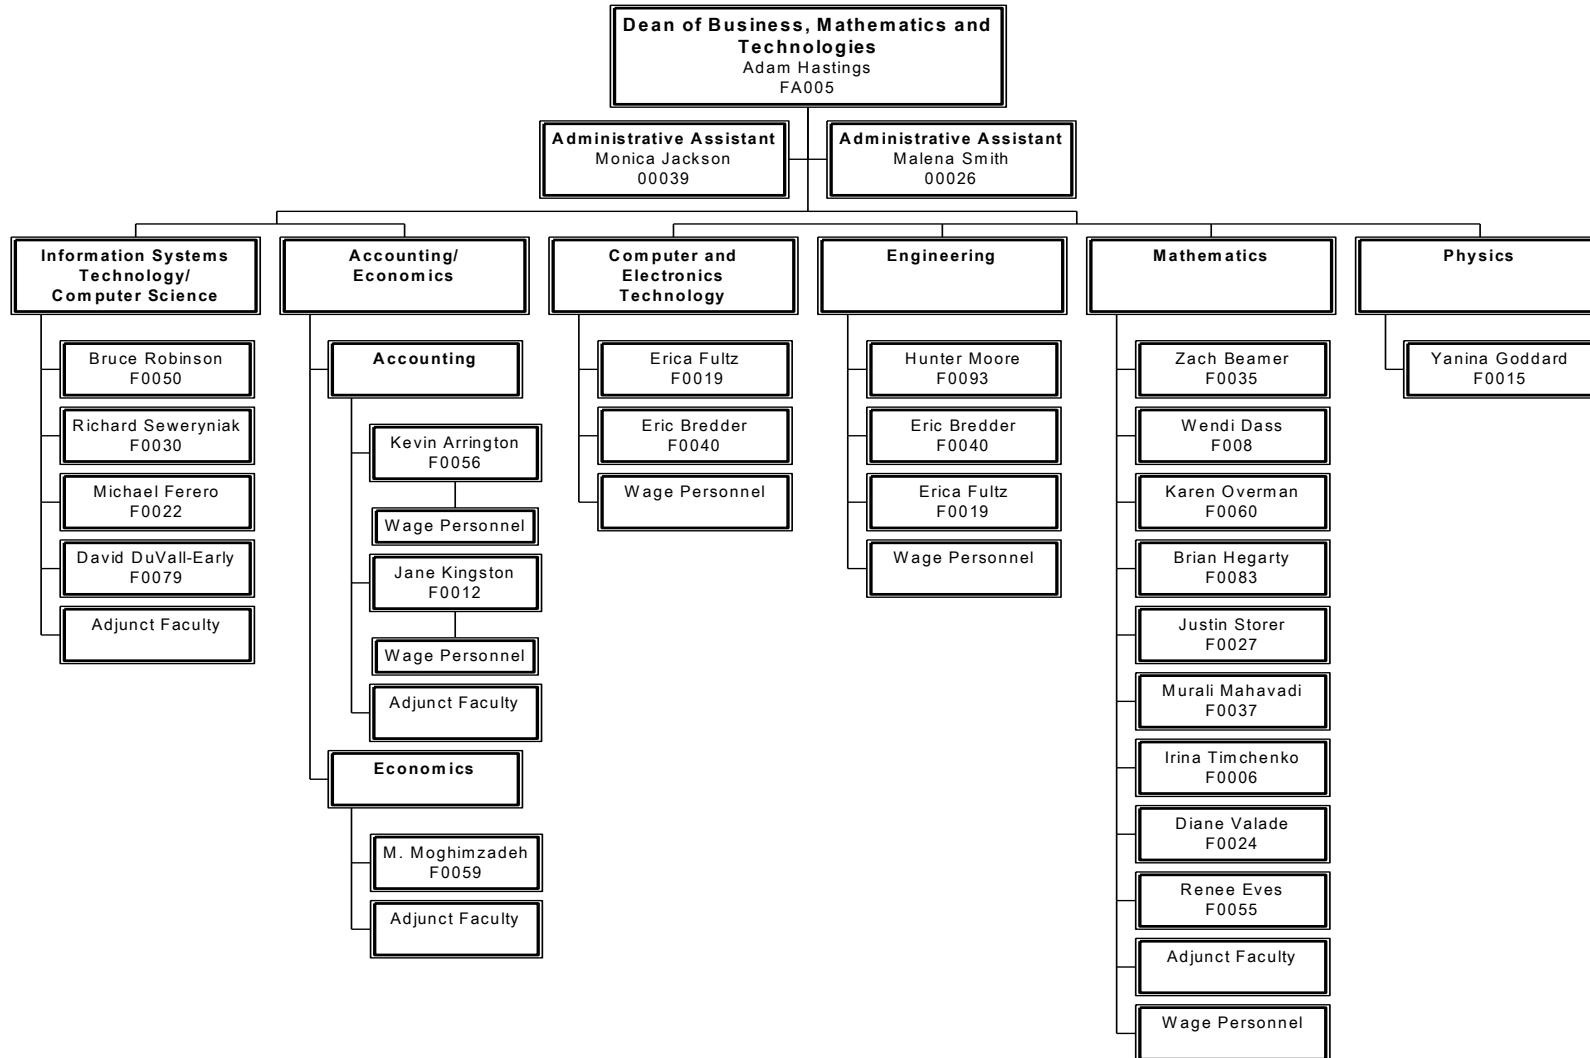 Dean of Business, Mathematics and
Technologies
Adam Hastings
FA005
Administrative Assistant
Monica Jackson
00039
Administrative Assistant
Malena Smith
00026
Information Systems
Technology/
Computer Science
Bruce Robinson
F0050
Richard Seweryniak
F0030
Michael Ferero
F0022
David DuVall-Early
F0079
Adjunct Faculty
Accounting/
Economics
Accounting
Kevin Arrington
F0056
Wage Personnel
Jane Kingston
F0012
Wage Personnel
Adjunct Faculty
Economics
M. Moghimzadeh
F0059
Adjunct Faculty
Computer and
Electronics
Technology
Erica Fultz
F0019
Eric Bredder
F0040
Wage Personnel
Engineering
Hunter Moore
F0093
Eric Bredder
F0040
Erica Fultz
F0019
Wage Personnel
Mathematics
Zach Beamer
F0035
Wendi Dass
F008
Karen Overman
F0060
Brian Hegarty
F0083
Justin Storer
F0027
Murali Mahavadi
F0037
Irina Timchenko
F0006
Diane Valade
F0024
Renee Eves
F0055
Adjunct Faculty
Wage Personnel
Physics
Yanina Goddard
F0015